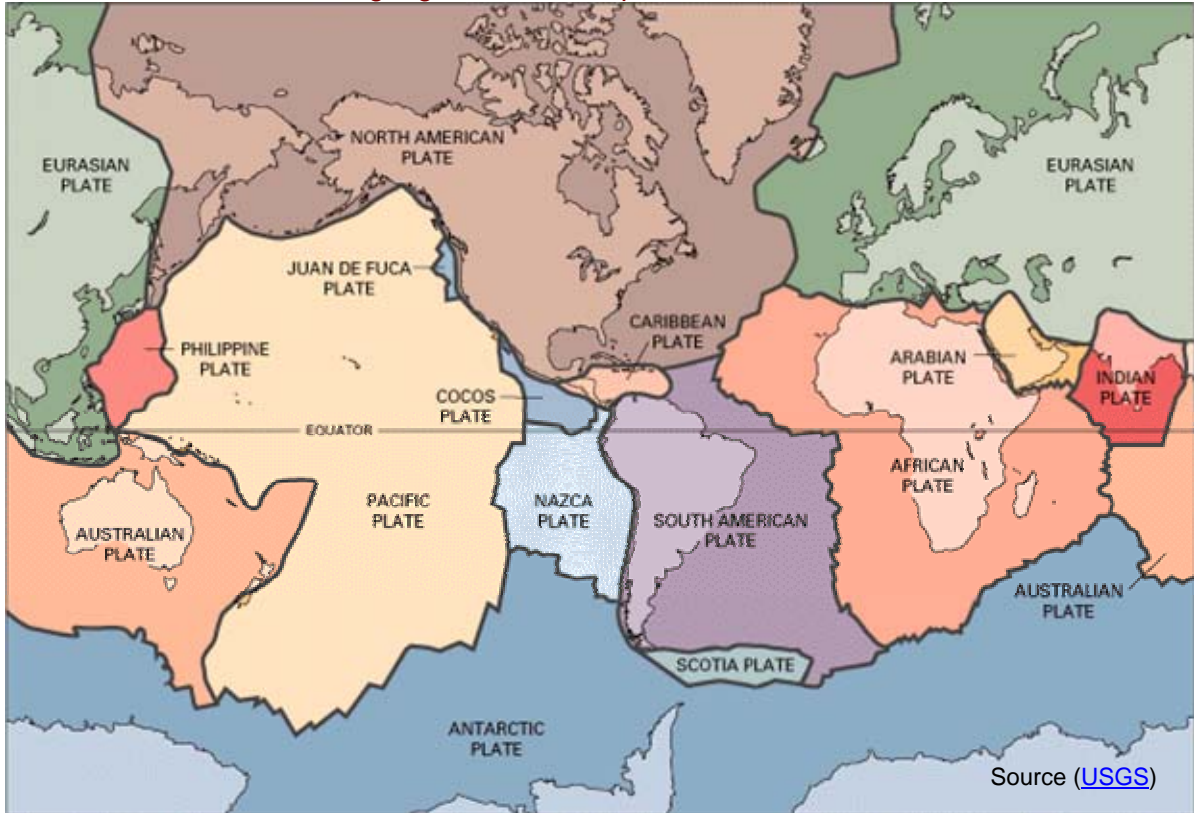 NORTH AMERICAN
PLATE
EURASIAN
PLATE
EURASIAN
PLATE
JUAN DE FUCA
PLATE
CARIBBEAN
PLATE
PHILIPPINE
PLATE
ARABIAN
PLATE
INDIAN
PLATE
COCOS
PLATE
EQUATOR
AFRICAN
PLATE
PACIFIC
PLATE
NAZCA
PLATE
SOUTH AMERICAN
PLATE
AUSTRALIAN
PLATE
AUSTRALIAN
PLATE
SCOTIA PLATE
ANTARCTIC
PLATE
Source (USGS)